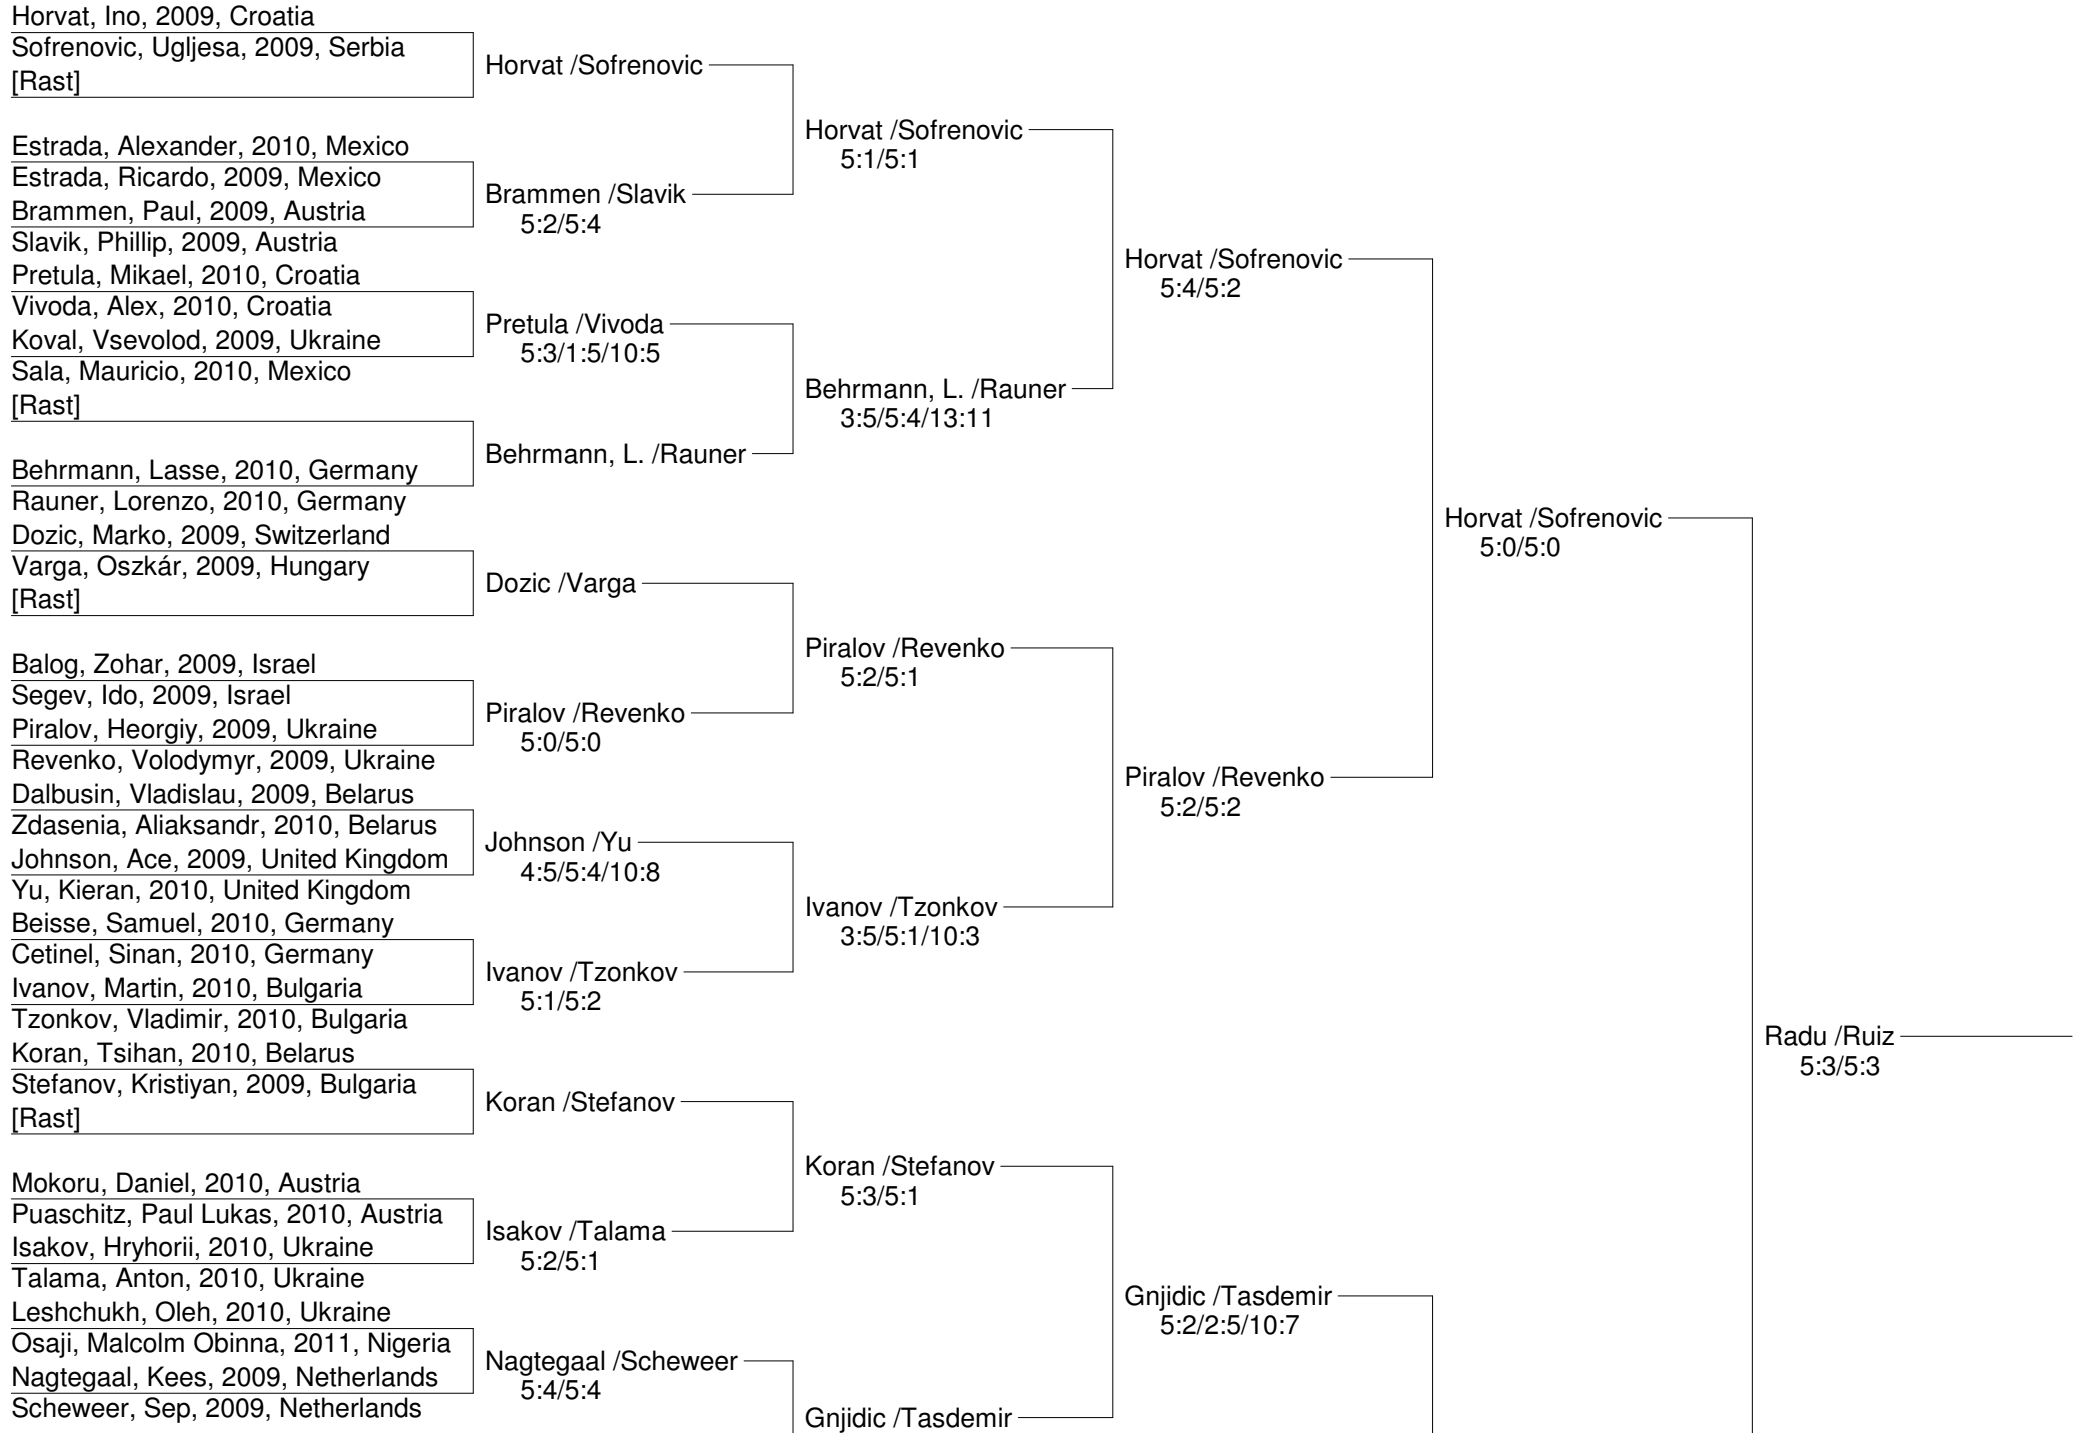 Horvat, Ino, 2009, Croatia
Sofrenovic, Ugljesa, 2009, Serbia
[Rast]
Estrada, Alexander, 2010, Mexico
Estrada, Ricardo, 2009, Mexico
Brammen, Paul, 2009, Austria
Slavik, Phillip, 2009, Austria
Pretula, Mikael, 2010, Croatia
Vivoda, Alex, 2010, Croatia
Koval, Vsevolod, 2009, Ukraine
Sala, Mauricio, 2010, Mexico
[Rast]
Behrmann, Lasse, 2010, Germany
Rauner, Lorenzo, 2010, Germany
Dozic, Marko, 2009, Switzerland
Varga, Oszkár, 2009, Hungary
[Rast]
Balog, Zohar, 2009, Israel
Segev, Ido, 2009, Israel
Piralov, Heorgiy, 2009, Ukraine
Revenko, Volodymyr, 2009, Ukraine
Dalbusin, Vladislau, 2009, Belarus
Zdasenia, Aliaksandr, 2010, Belarus
Johnson, Ace, 2009, United Kingdom
Yu, Kieran, 2010, United Kingdom
Beisse, Samuel, 2010, Germany
Cetinel, Sinan, 2010, Germany
Ivanov, Martin, 2010, Bulgaria
Tzonkov, Vladimir, 2010, Bulgaria
Koran, Tsihan, 2010, Belarus
Stefanov, Kristiyan, 2009, Bulgaria
[Rast]
Mokoru, Daniel, 2010, Austria
Puaschitz, Paul Lukas, 2010, Austria
Isakov, Hryhorii, 2010, Ukraine
Talama, Anton, 2010, Ukraine
Leshchukh, Oleh, 2010, Ukraine
Osaji, Malcolm Obinna, 2011, Nigeria
Nagtegaal, Kees, 2009, Netherlands
Scheweer, Sep, 2009, Netherlands
Horvat /Sofrenovic
Brammen /Slavik
5:2/5:4
Pretula /Vivoda
5:3/1:5/10:5
Behrmann, L. /Rauner
Dozic /Varga
Piralov /Revenko
5:0/5:0
Johnson /Yu
4:5/5:4/10:8
Ivanov /Tzonkov
5:1/5:2
Koran /Stefanov
Isakov /Talama
5:2/5:1
Nagtegaal /Scheweer
5:4/5:4
Horvat /Sofrenovic
5:1/5:1
Behrmann, L. /Rauner
3:5/5:4/13:11
Piralov /Revenko
5:2/5:1
Ivanov /Tzonkov
3:5/5:1/10:3
Koran /Stefanov
5:3/5:1
Gnjidic /Tasdemir
Horvat /Sofrenovic
5:4/5:2
Piralov /Revenko
5:2/5:2
Gnjidic /Tasdemir
5:2/2:5/10:7
Horvat /Sofrenovic
5:0/5:0
Radu /Ruiz
5:3/5:3